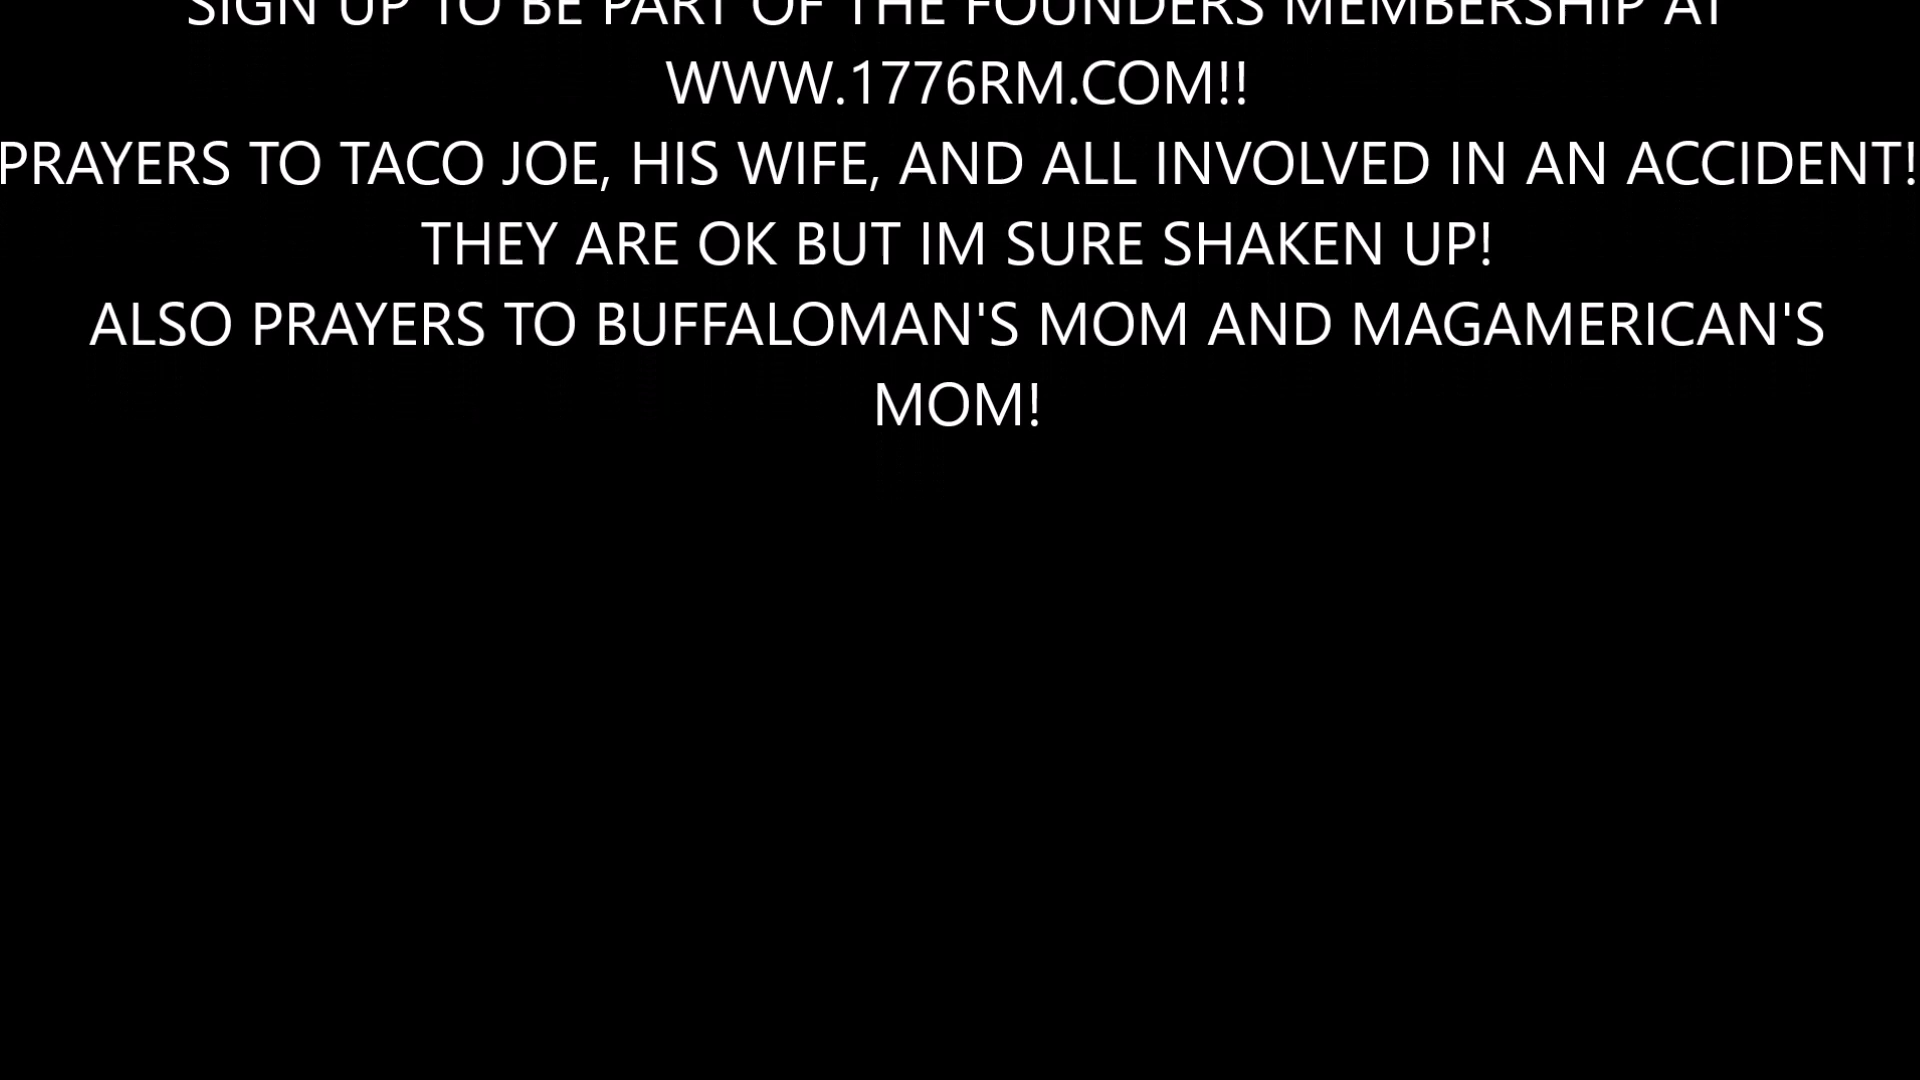 SIGN UP TO BE PART OF THE FOUNDERS MEMBERSHIP AT
WWW.1776RM.COM!!
PRAYERS TO TACO JOE, HIS WIFE, AND ALL INVOLVED IN AN ACCIDENT!
THEY ARE OK BUT IM SURE SHAKEN UP!
ALSO PRAYERS TO BUFFALOMAN'S MOM AND MAGAMERICAN'S
MOM!